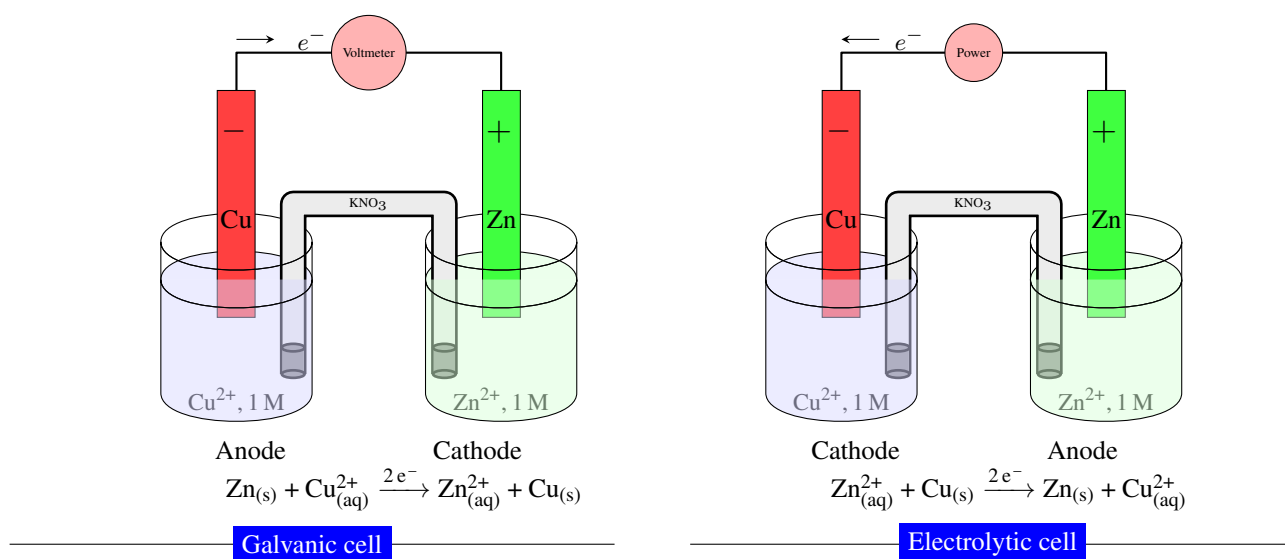 e⁻ Voltmeter
− +
Cu KNO₃ Zn
Cu²⁺, 1 M Zn²⁺, 1 M
Anode Cathode
Zn₍ₛ₎ + Cu²⁺₍aq₎ 2 e⁻ → Zn²⁺₍aq₎ + Cu₍ₛ₎
Galvanic cell
e⁻ Power
− +
Cu KNO₃ Zn
Cu²⁺, 1 M Zn²⁺, 1 M
Cathode Anode
Zn²⁺₍aq₎ + Cu₍ₛ₎ 2 e⁻ → Zn₍ₛ₎ + Cu²⁺₍aq₎
Electrolytic cell